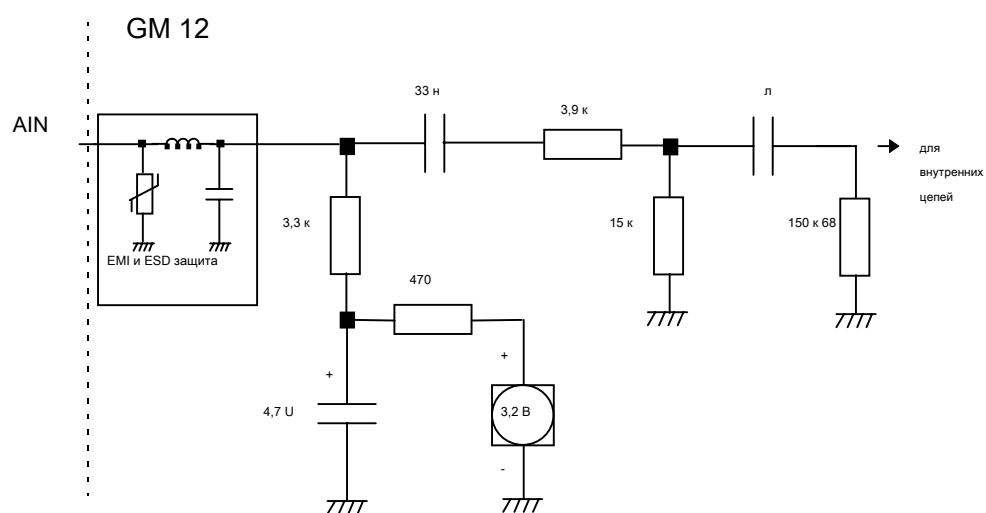 GM 12
AIN
33 н
3,9 к
л
для
внутренних
цепей
3,3 к
15 к
150 к 68
EMI и ESD защита
470
+
+
4,7 U
3,2 В
-